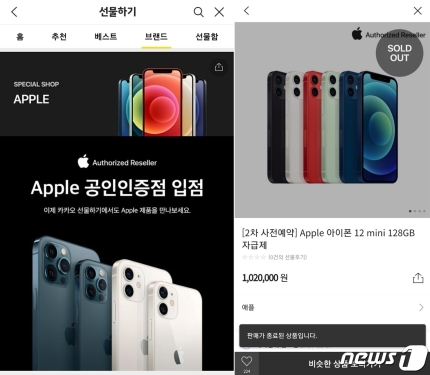 선물하기
홈 추천 베스트 브랜드 선물함
SPECIAL SHOP
APPLE
Authorized Reseller
Apple 공인인증점 입점
이제 카카오 선물하기에서도 Apple 제품을 만나보세요.
Authorized Reseller
SOLD
OUT
[2차 사전예약] Apple 아이폰 12 mini 128GB
자급제
☆☆☆☆☆ (0건의 선물후기)
1,020,000 원
애플
판매가 종료된 상품입니다.
224
비슷한 상품 보러가기
news1